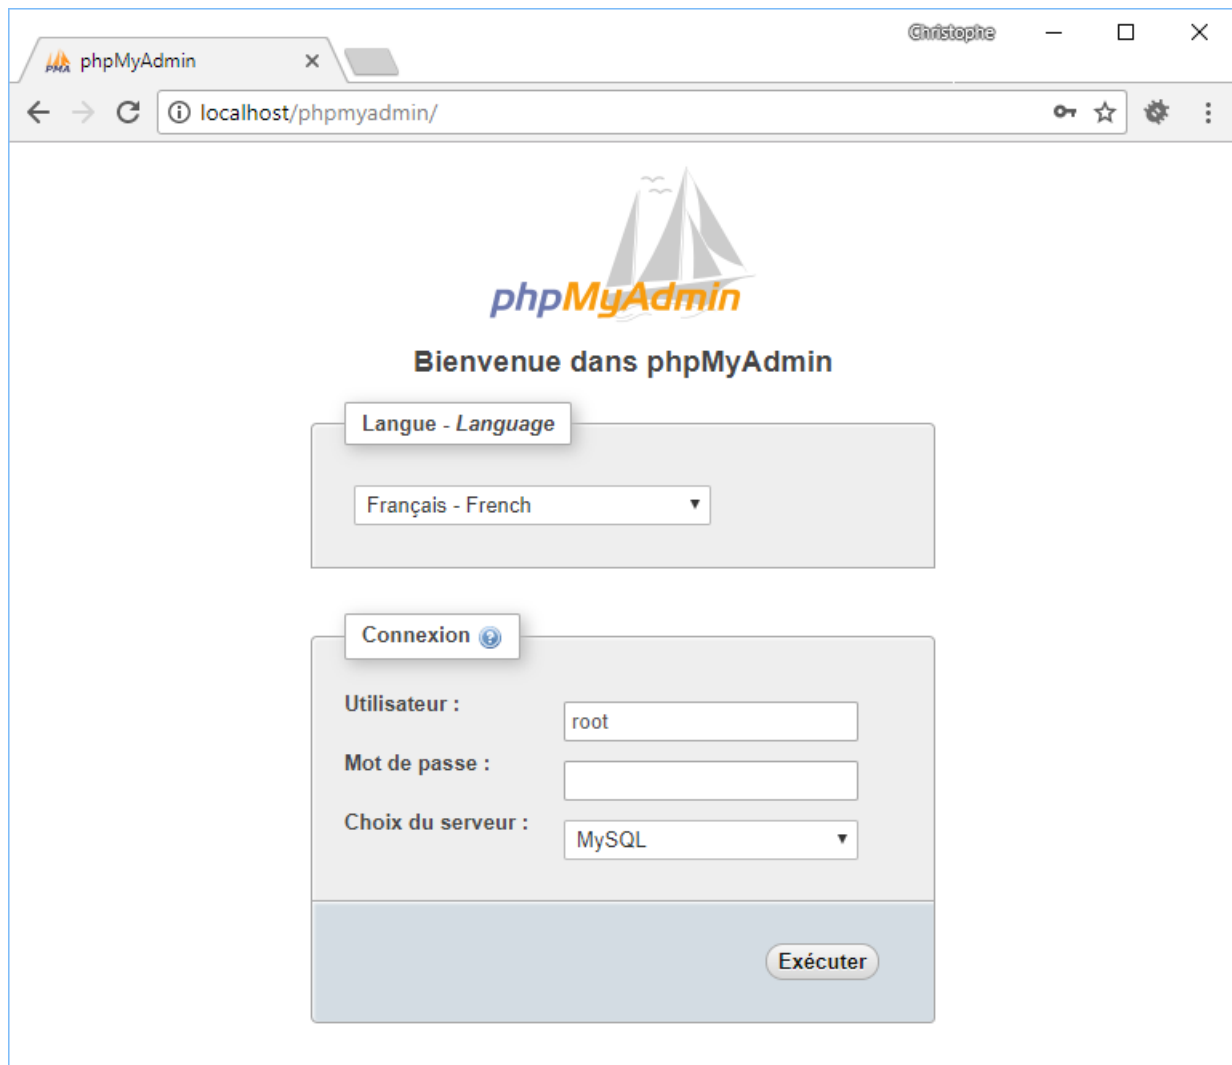 Christophe
phpMyAdmin
localhost/phpmyadmin/
phpMyAdmin
Bienvenue dans phpMyAdmin
Langue - Language
Français - French
Connexion
Utilisateur :
root
Mot de passe :
Choix du serveur :
MySQL
Exécuter